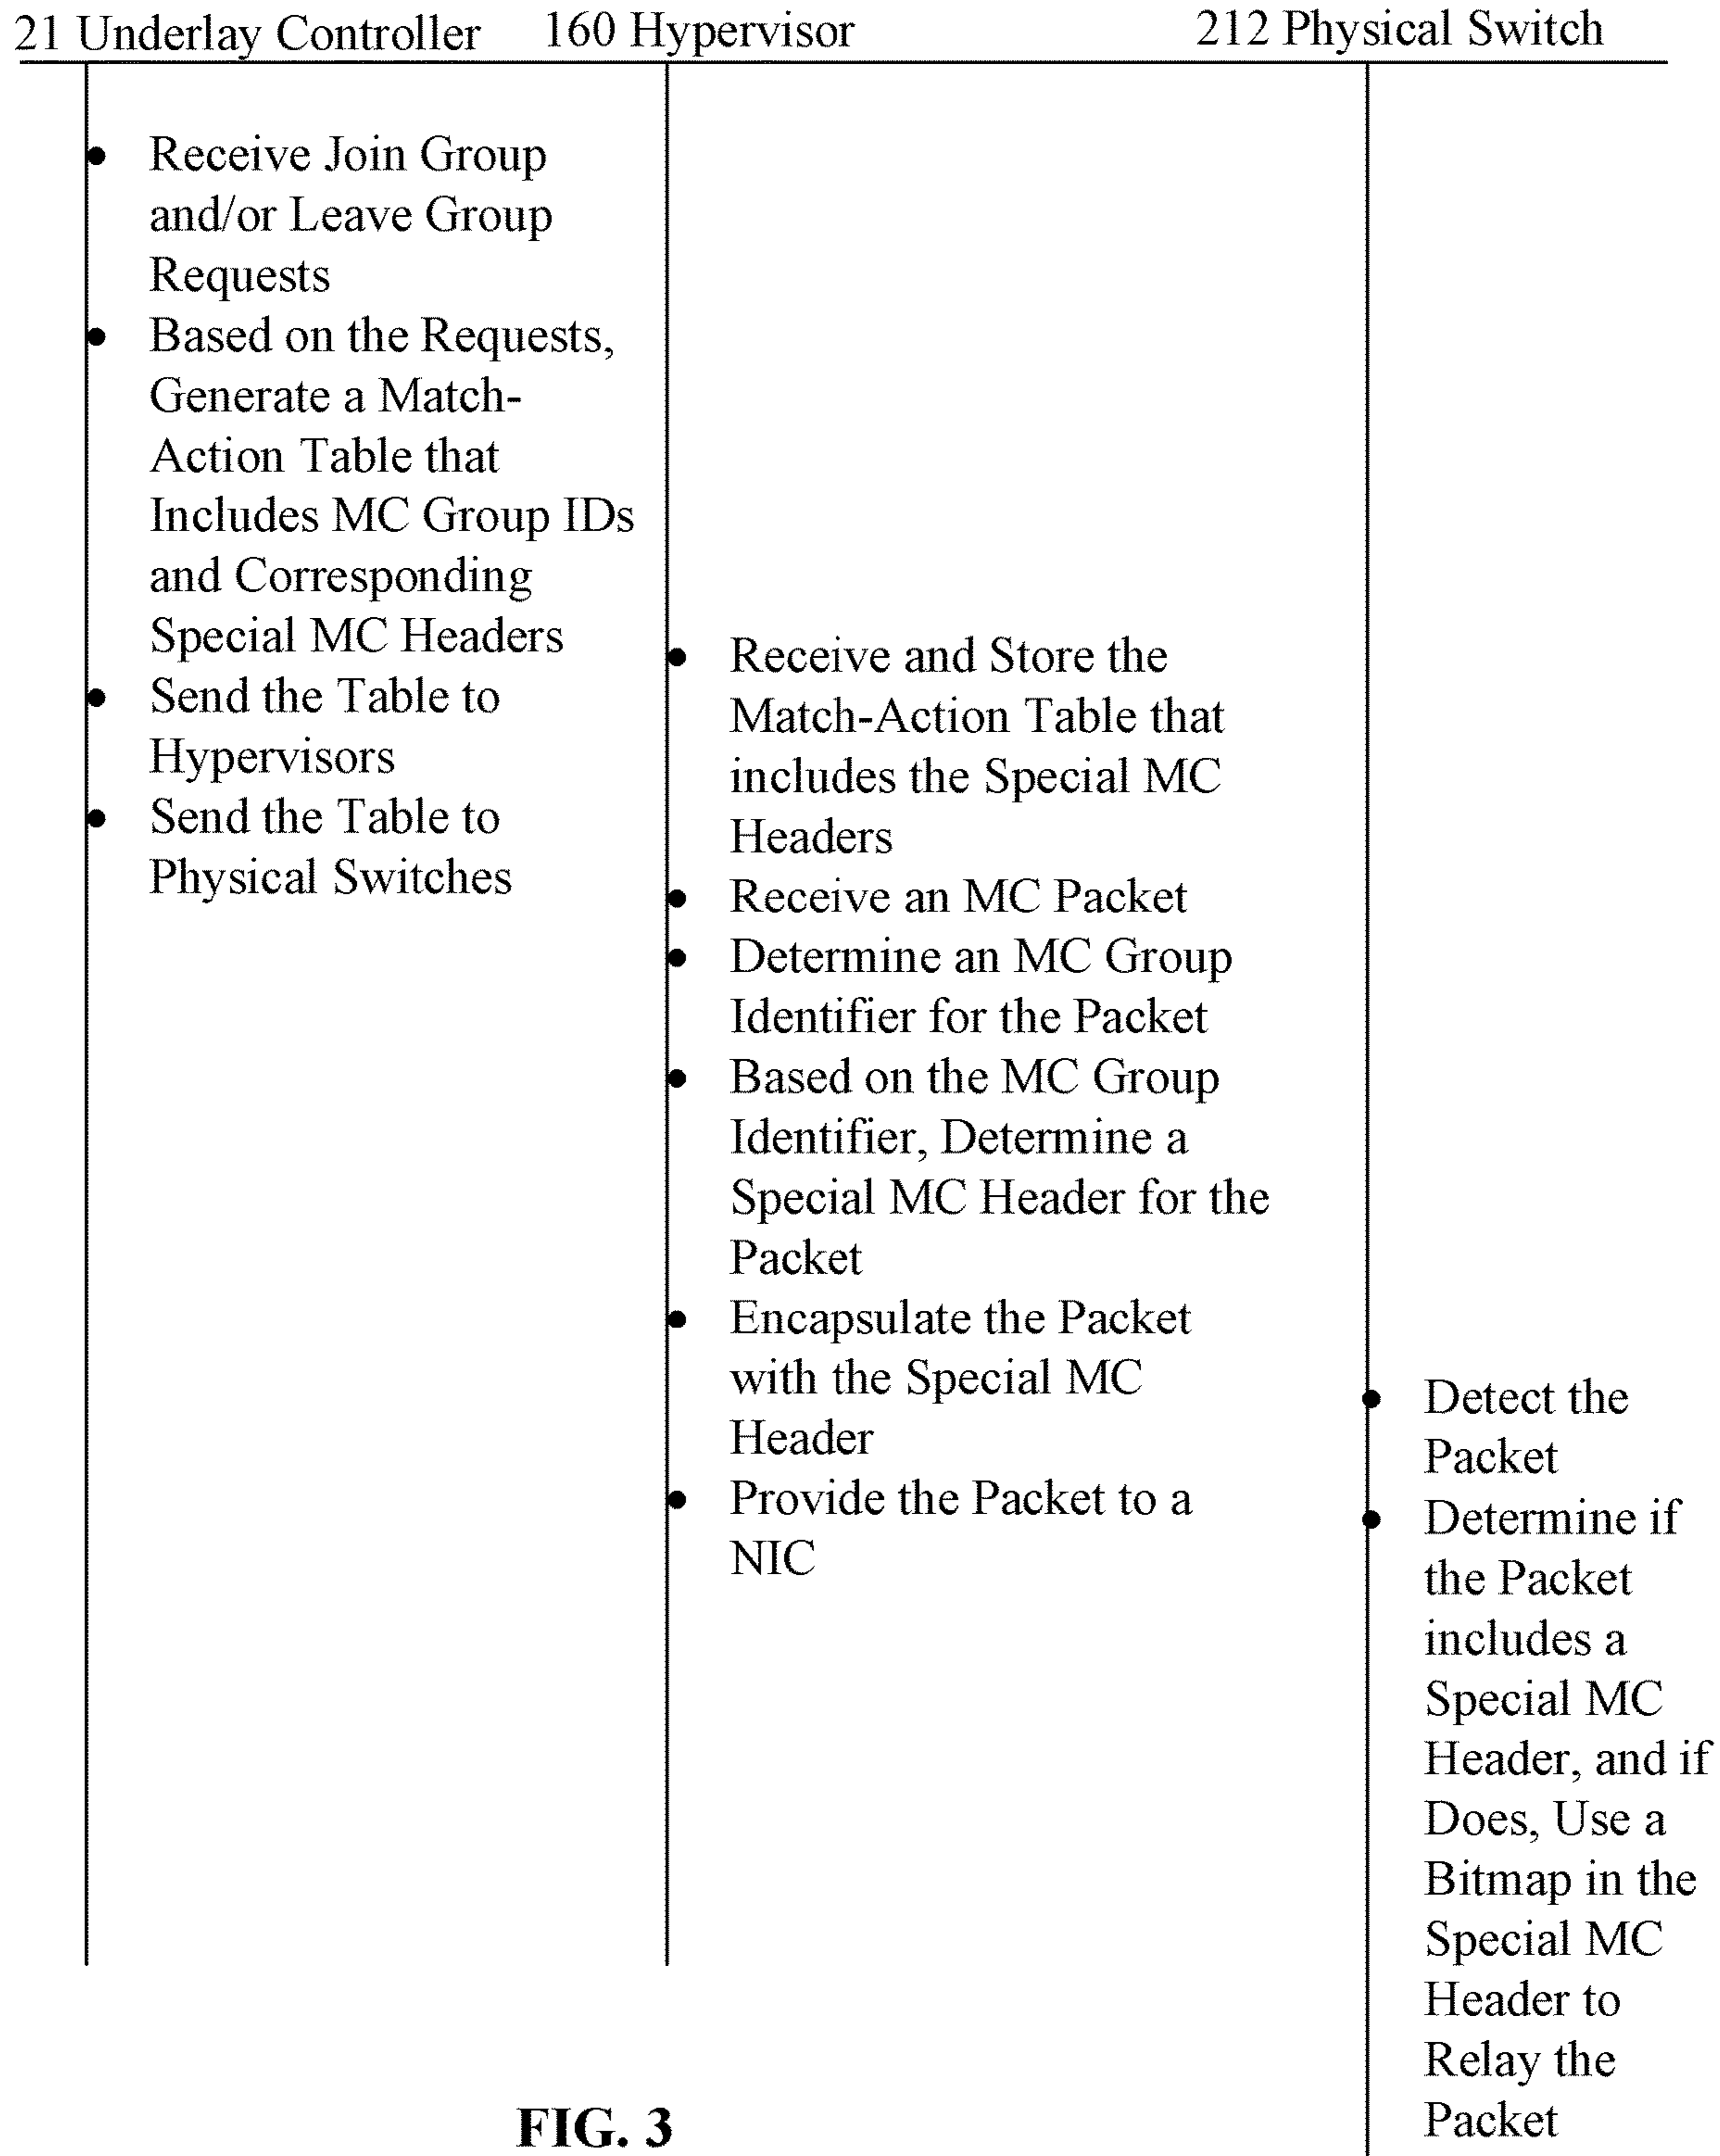 21 Underlay Controller
160 Hypervisor
212 Physical Switch
• Receive Join Group
and/or Leave Group
Requests
• Based on the Requests,
Generate a Match-
Action Table that
Includes MC Group IDs
and Corresponding
Special MC Headers
• Send the Table to
Hypervisors
• Send the Table to
Physical Switches
• Receive and Store the
Match-Action Table that
includes the Special MC
Headers
• Receive an MC Packet
• Determine an MC Group
Identifier for the Packet
• Based on the MC Group
Identifier, Determine a
Special MC Header for the
Packet
• Encapsulate the Packet
with the Special MC
Header
• Provide the Packet to a
NIC
• Detect the
Packet
• Determine if
the Packet
includes a
Special MC
Header, and if
Does, Use a
Bitmap in the
Special MC
Header to
Relay the
Packet
FIG. 3